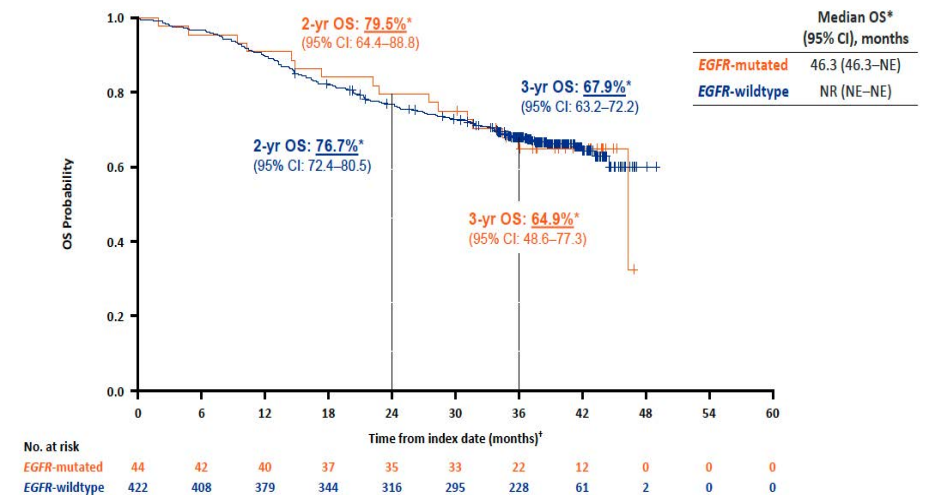 2-yr OS: 79.5%*
(95% CI: 64.4–88.8)
Median OS*
(95% CI), months
EGFR-mutated 46.3 (46.3–NE)
EGFR-wildtype NR (NE–NE)
3-yr OS: 67.9%*
(95% CI: 63.2–72.2)
2-yr OS: 76.7%*
(95% CI: 72.4–80.5)
3-yr OS: 64.9%*
(95% CI: 48.6–77.3)
OS Probability
1.0
0.8
0.6
0.4
0.2
0.0
0 6 12 18 24 30 36 42 48 54 60
Time from index date (months)†
No. at risk
EGFR-mutated 44 42 40 37 35 33 22 12 0 0 0
EGFR-wildtype 422 408 379 344 316 295 228 61 2 0 0